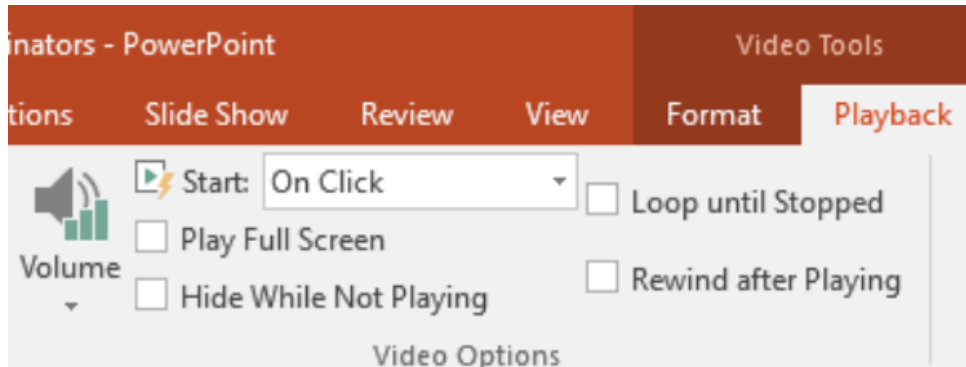 inators - PowerPoint Video Tools
tions Slide Show Review View Format Playback
Start: On Click
Play Full Screen
Hide While Not Playing
Volume
Loop until Stopped
Rewind after Playing
Video Options